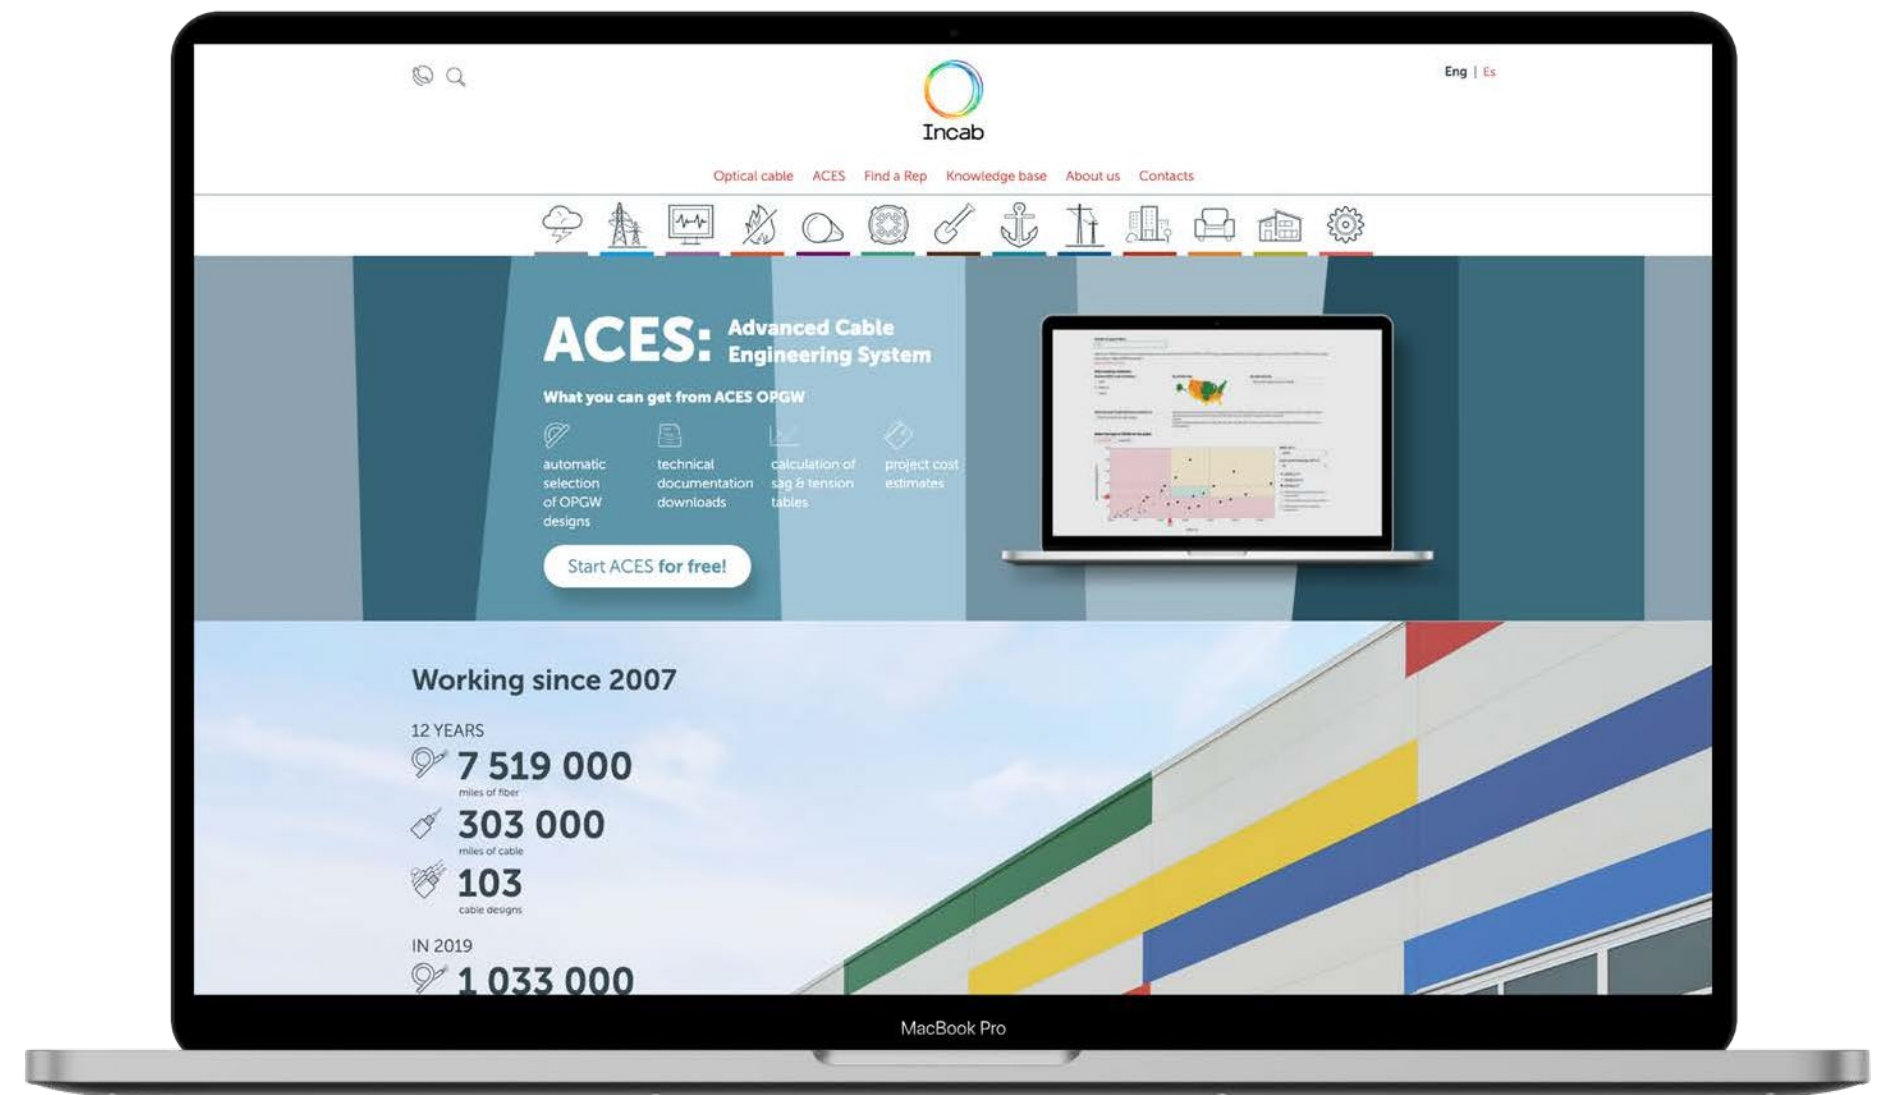 Eng | Es
Incab
Optical cable ACES Find a Rep Knowledge base About us Contacts
ACES: Advanced Cable
Engineering System
What you can get from ACES OPGW
automatic
selection
of OPGW
designs
technical
documentation
downloads
calculation of
sag & tension
tables
project cost
estimates
Start ACES for free!
Working since 2007
12 YEARS
7 519 000
miles of fiber
303 000
miles of cable
103
cable designs
IN 2019
1 033 000
MacBook Pro